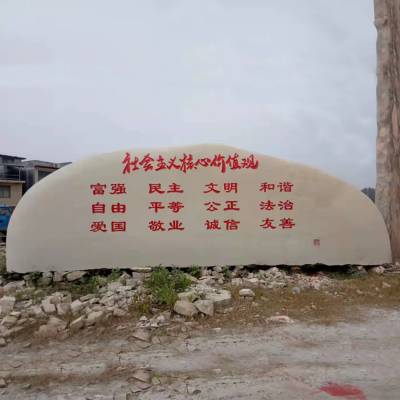 社会主义核心价值观
富强 民主 文明 和谐
自由 平等 公正 法治
爱国 敬业 诚信 友善